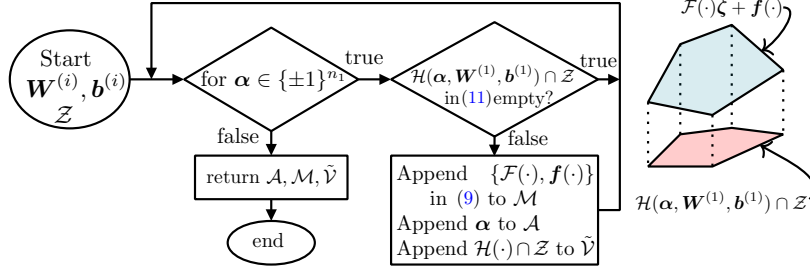 Start
𝑾⁽ⁱ⁾, 𝒃⁽ⁱ⁾
𝒵
for 𝜶 ∈ {±1}ⁿ₁
true
ℋ(𝜶, 𝑾⁽¹⁾, 𝒃⁽¹⁾) ∩ 𝒵
in(11)empty?
true
false
return 𝒜, ℳ, 𝒱̃
end
false
Append {ℱ(·), 𝒇(·)}
in (9) to ℳ
Append 𝜶 to 𝒜
Append ℋ(·) ∩ 𝒵 to 𝒱̃
ℱ(·)𝜻 + 𝒇(·)
ℋ(𝜶, 𝑾⁽¹⁾, 𝒃⁽¹⁾) ∩ 𝒵